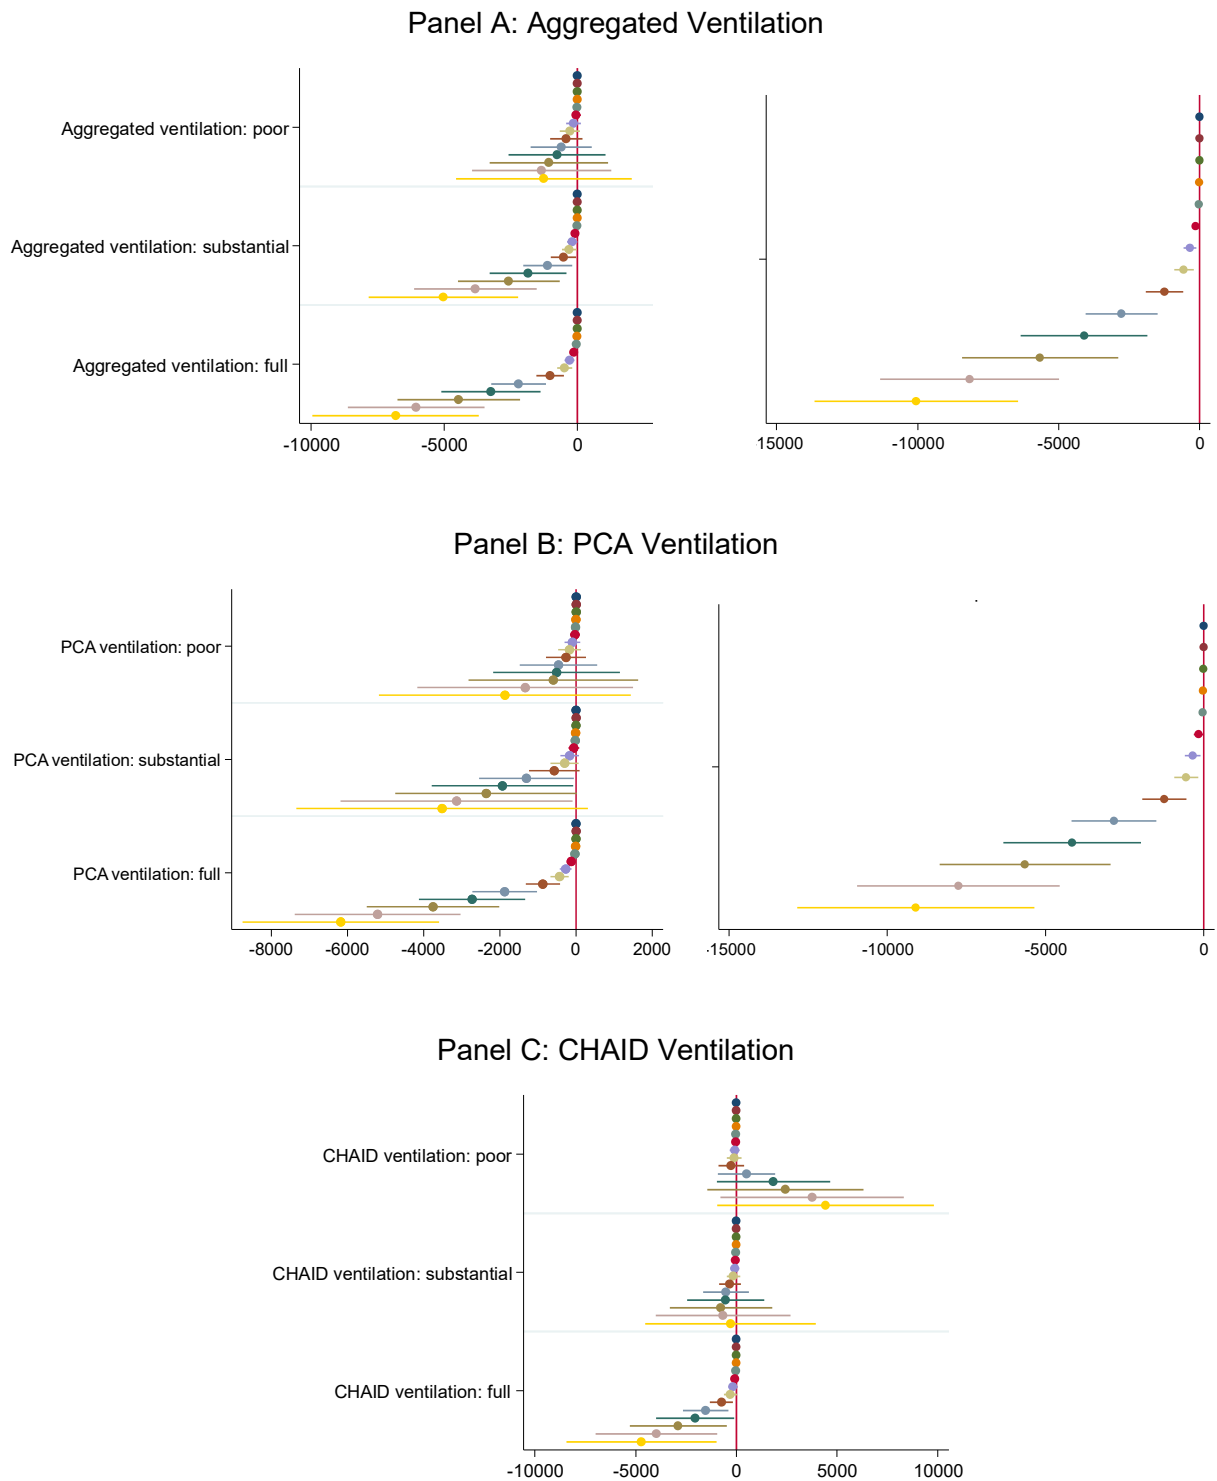 Panel A: Aggregated Ventilation
Aggregated ventilation: poor
Aggregated ventilation: substantial
Aggregated ventilation: full
-10000 -5000 0
15000 -10000 -5000 0
Panel B: PCA Ventilation
PCA ventilation: poor
PCA ventilation: substantial
PCA ventilation: full
-8000 -6000 -4000 -2000 0 2000
-15000 -10000 -5000 0
Panel C: CHAID Ventilation
CHAID ventilation: poor
CHAID ventilation: substantial
CHAID ventilation: full
-10000 -5000 0 5000 10000